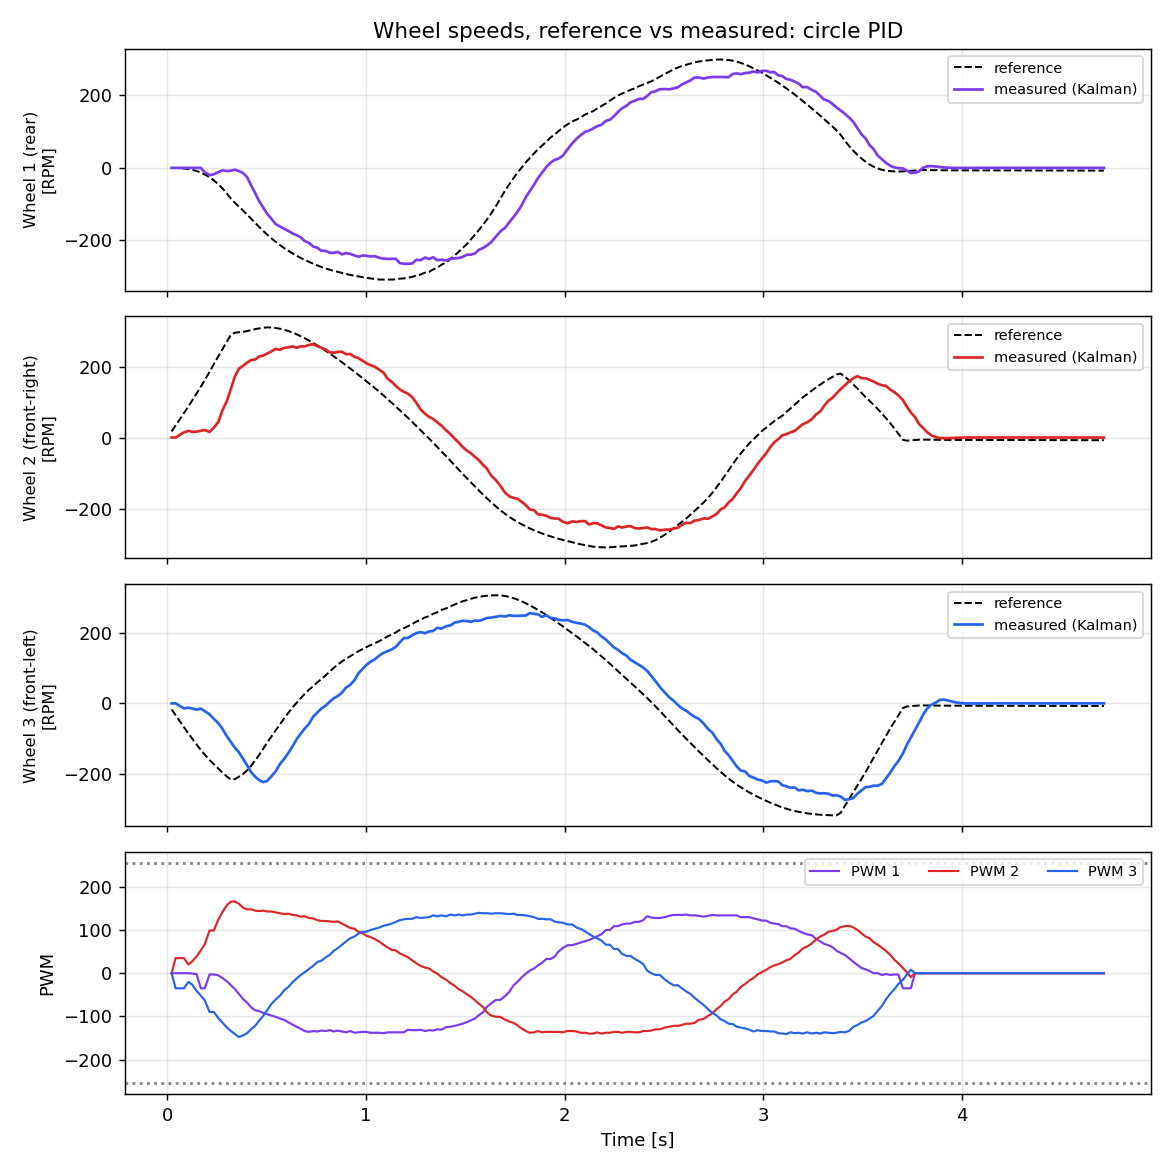 Wheel speeds, reference vs measured: circle PID
Wheel 1 (rear)
[RPM]
200
0
−200
reference
measured (Kalman)
Wheel 2 (front-right)
[RPM]
200
0
−200
reference
measured (Kalman)
Wheel 3 (front-left)
[RPM]
200
0
−200
reference
measured (Kalman)
PWM
200
100
0
−100
−200
PWM 1 PWM 2 PWM 3
0 1 2 3 4
Time [s]